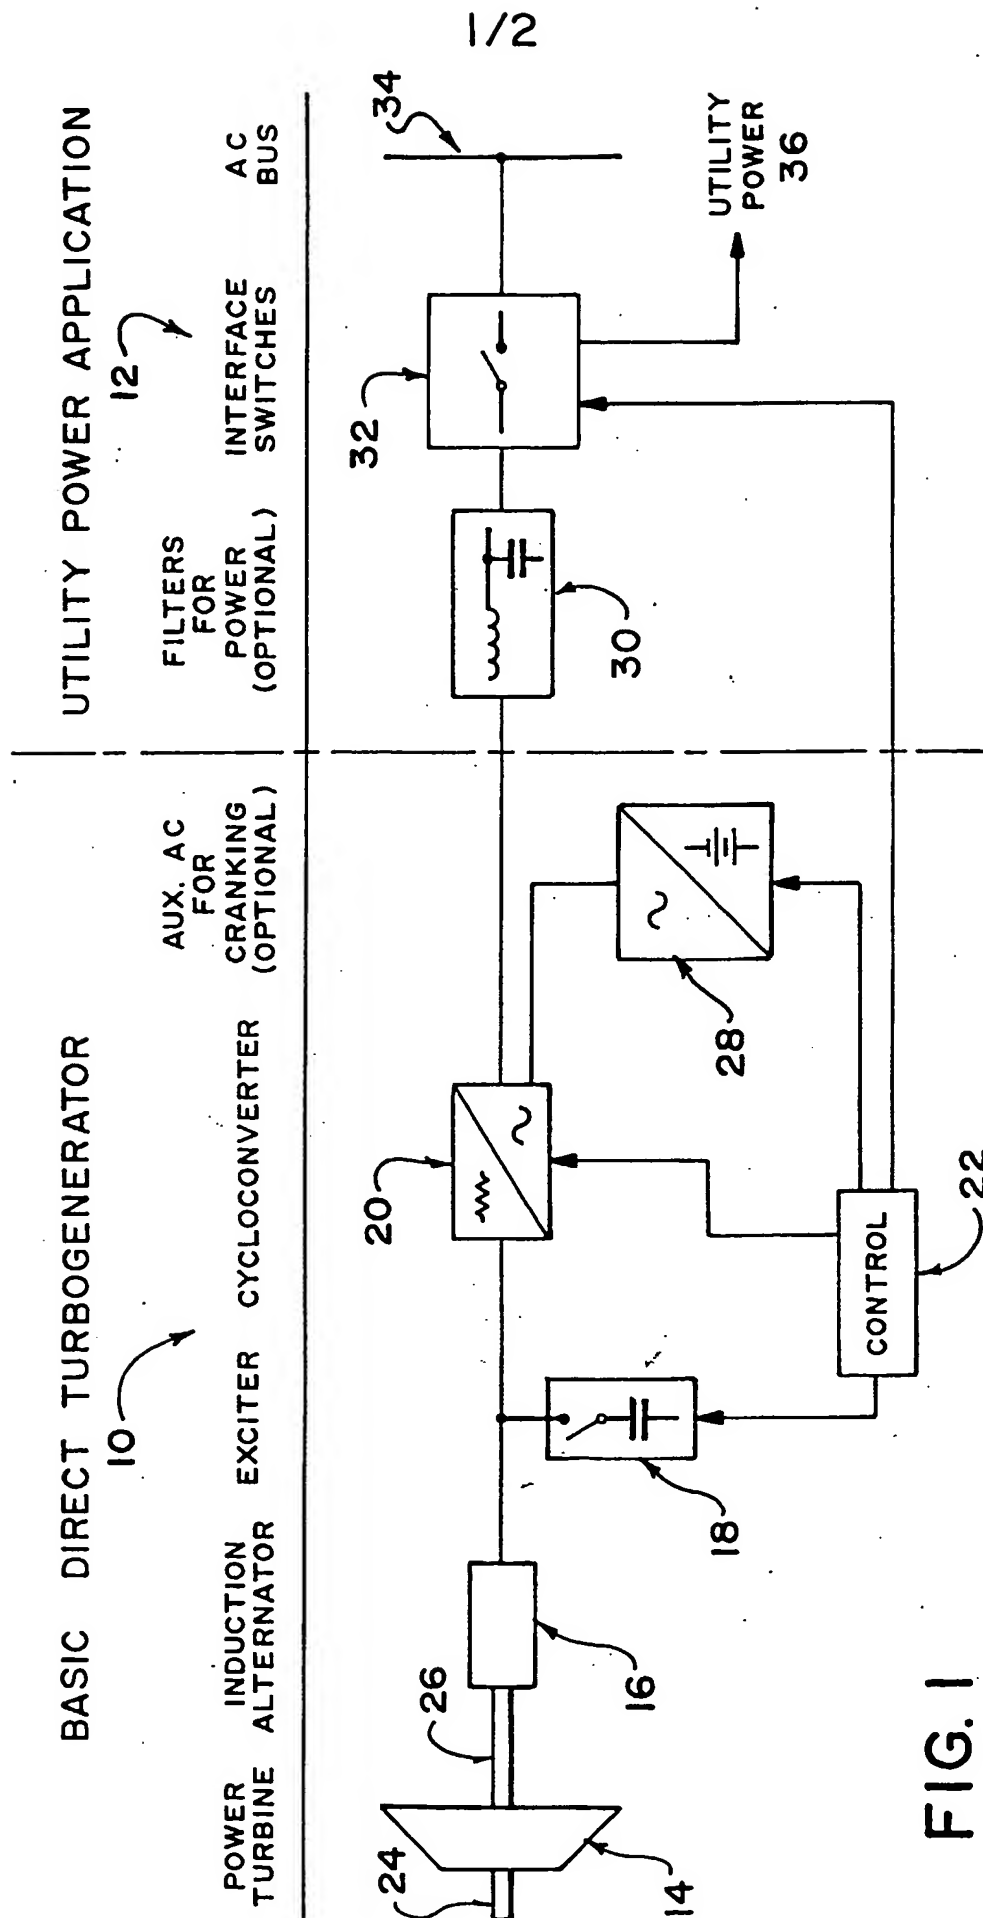 1/2
BASIC DIRECT TURBOGENERATOR
10
UTILITY POWER APPLICATION
12
POWER
TURBINE
INDUCTION
ALTERNATOR
EXCITER
CYCLOCONVERTER
AUX. AC
FOR
CRANKING
(OPTIONAL)
FILTERS
FOR
POWER
(OPTIONAL)
INTERFACE
SWITCHES
AC
BUS
24
14
26
16
18
20
28
CONTROL
22
30
32
34
UTILITY
POWER
36
FIG. 1